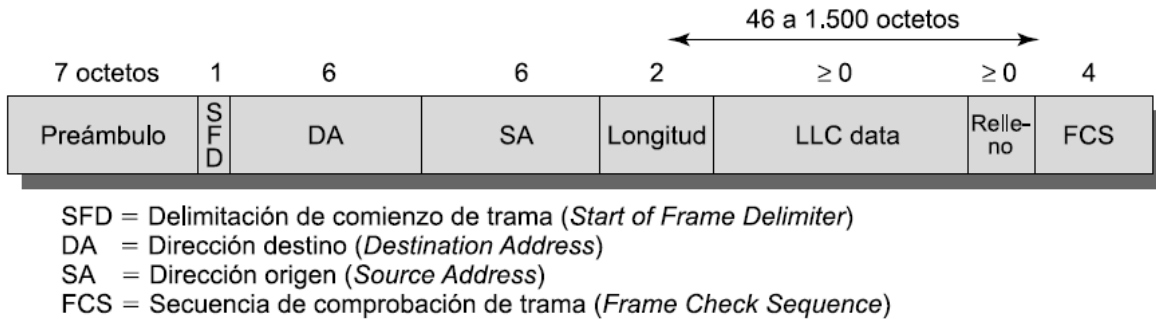 46 a 1.500 octetos
7 octetos 1 6 6 2 ≥ 0 ≥ 0 4
Preámbulo SFD DA SA Longitud LLC data Relle-no FCS
SFD = Delimitación de comienzo de trama (Start of Frame Delimiter)
DA = Dirección destino (Destination Address)
SA = Dirección origen (Source Address)
FCS = Secuencia de comprobación de trama (Frame Check Sequence)